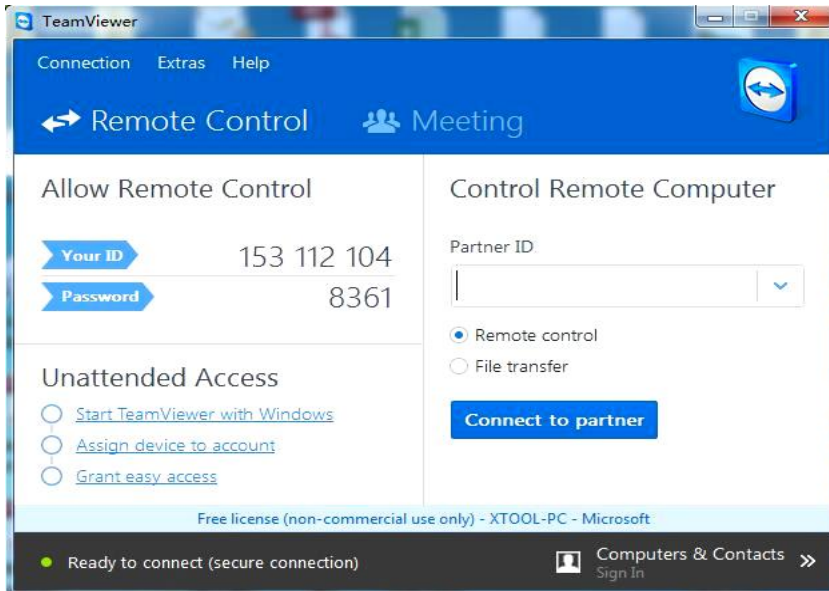 TeamViewer
Connection Extras Help
Remote Control Meeting
Allow Remote Control
Your ID 153 112 104
Password 8361
Unattended Access
Start TeamViewer with Windows
Assign device to account
Grant easy access
Control Remote Computer
Partner ID
Remote control
File transfer
Connect to partner
Free license (non-commercial use only) - XTOOL-PC - Microsoft
Ready to connect (secure connection)
Computers & Contacts
Sign In